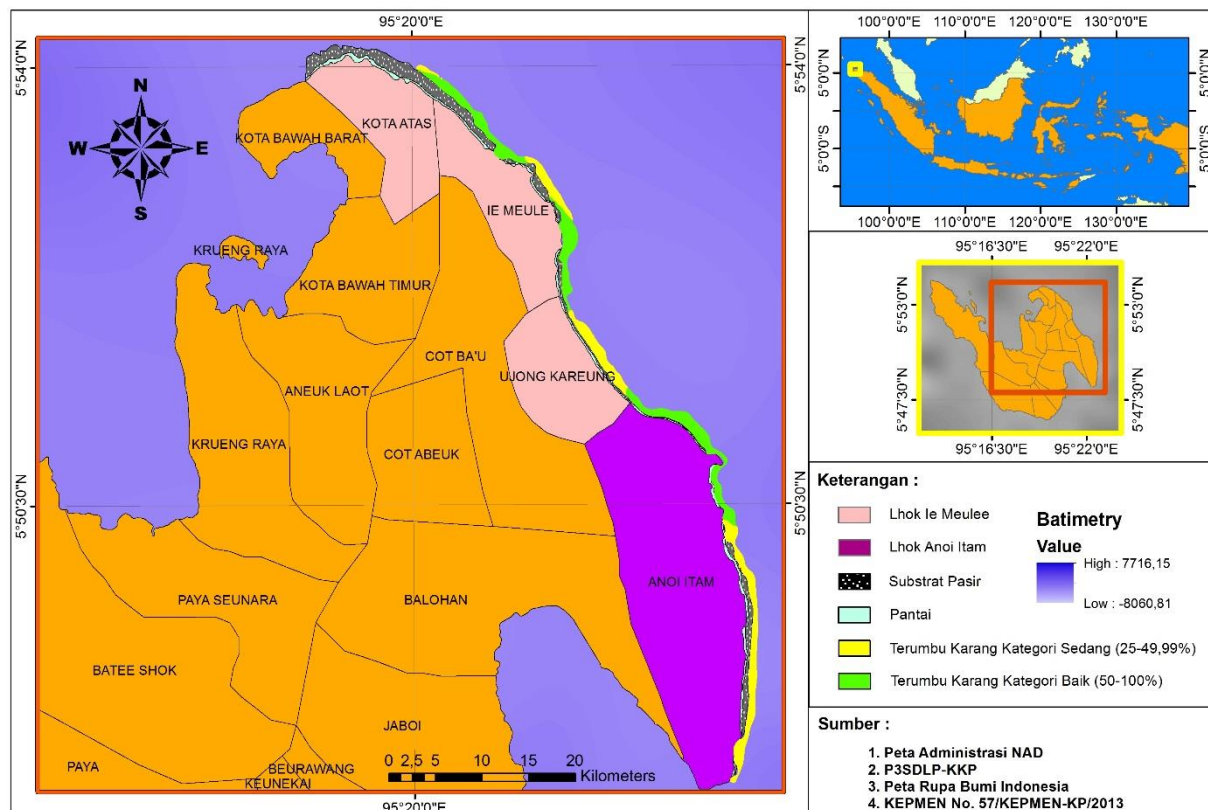 95°20'0"E
5°54'0"N
5°54'0"N
N
W
E
S
KOTA ATAS
KOTA BAWAH BARAT
IE MEULE
KRUENG RAYA
KOTA BAWAH TIMUR
COT BA'U
UJONG KAREUNG
ANEUK LAOT
KRUENG RAYA
COT ABEUK
5°50'30"N
5°50'30"N
ANOI ITAM
PAYA SEUNARA
BALOHAN
BATEE SHOK
JABOI
PAYA
BEURAWANG
KEUNEKAI
0 2,5 5 10 15 20
Kilometers
95°20'0"E
100°0'0"E 110°0'0"E 120°0'0"E 130°0'0"E
5°0'0"N
5°0'0"N
5°0'0"S
5°0'0"S
100°0'0"E 110°0'0"E 120°0'0"E 130°0'0"E
95°16'30"E 95°22'0"E
5°53'0"N
5°53'0"N
5°47'30"N
5°47'30"N
95°16'30"E 95°22'0"E
Keterangan :
Lhok Ie Meulee
Lhok Anoi Itam
Substrat Pasir
Pantai
Terumbu Karang Kategori Sedang (25-49,99%)
Terumbu Karang Kategori Baik (50-100%)
Batimetry
Value
High : 7716,15
Low : -8060,81
Sumber :
1. Peta Administrasi NAD
2. P3SDLP-KKP
3. Peta Rupa Bumi Indonesia
4. KEPMEN No. 57/KEPMEN-KP/2013